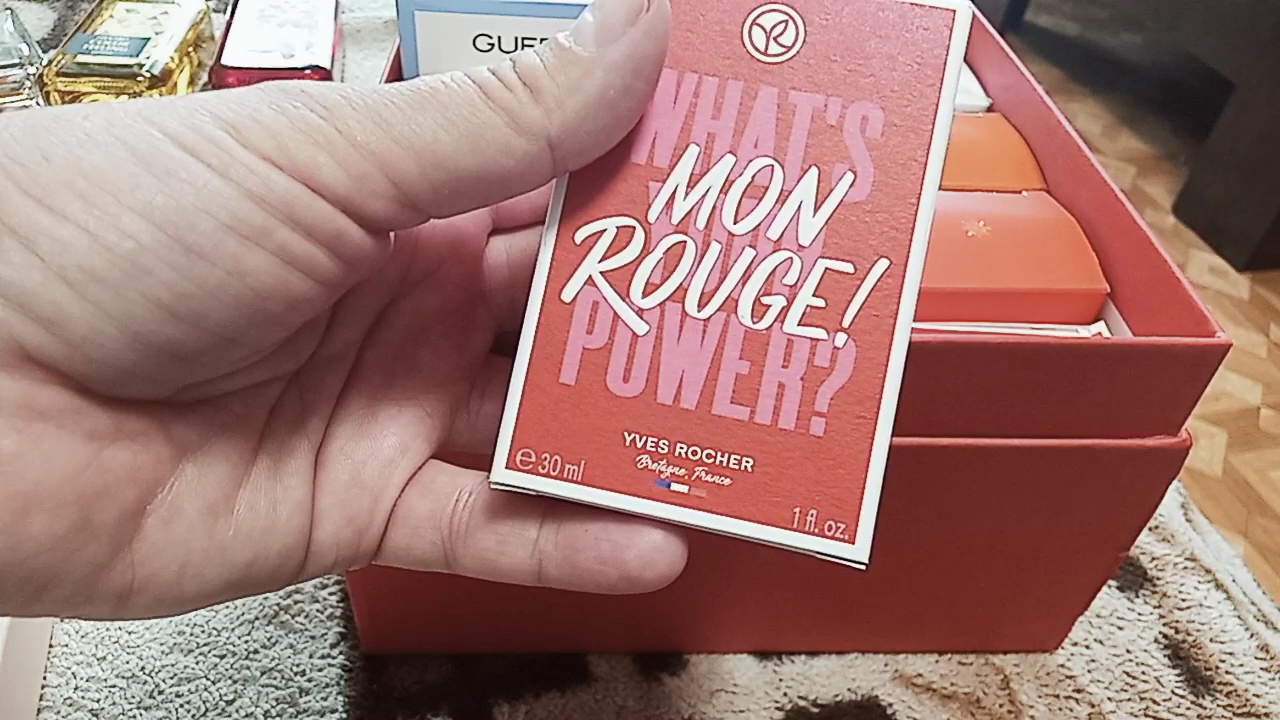 GUE
WHAT'S
MON
ROUGE!
POWER?
YVES ROCHER
Bretagne, France
e 30 ml
1 fl. oz.